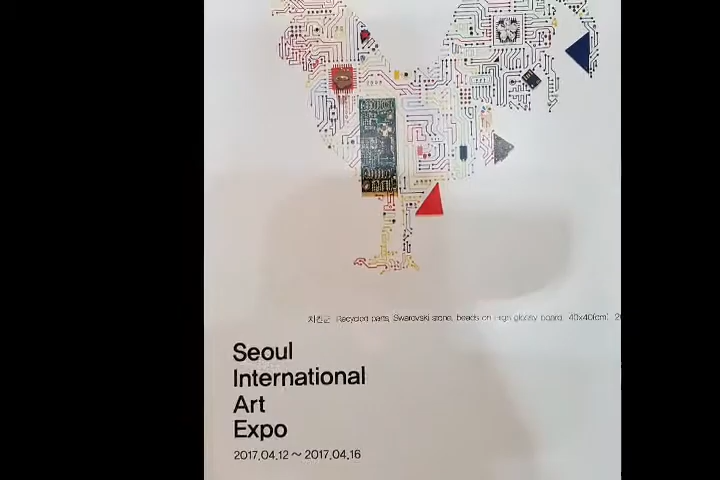 Recycled parts, Swarovski stone, beads on High glossy board. 40x40(cm).
Seoul
International
Art
Expo
2017.04.12 ~ 2017.04.16